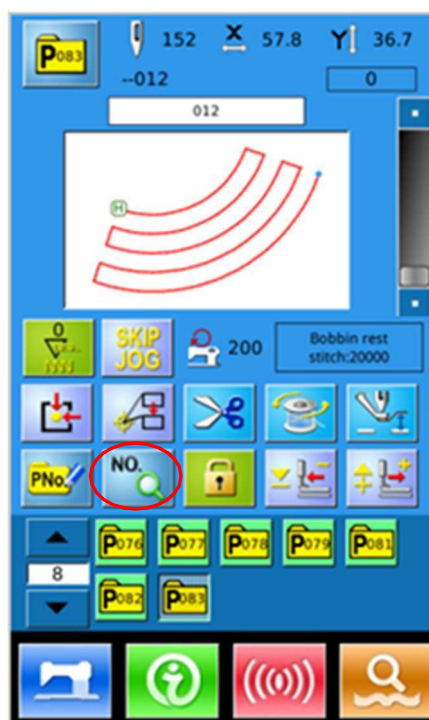 P083 152 X 57.8 Y 36.7
--012 0
012
H
0 SKIP JOG 200 Bobbin rest stitch:20000
PNo. NO.
P076 P077 P078 P079 P081
8
P082 P083